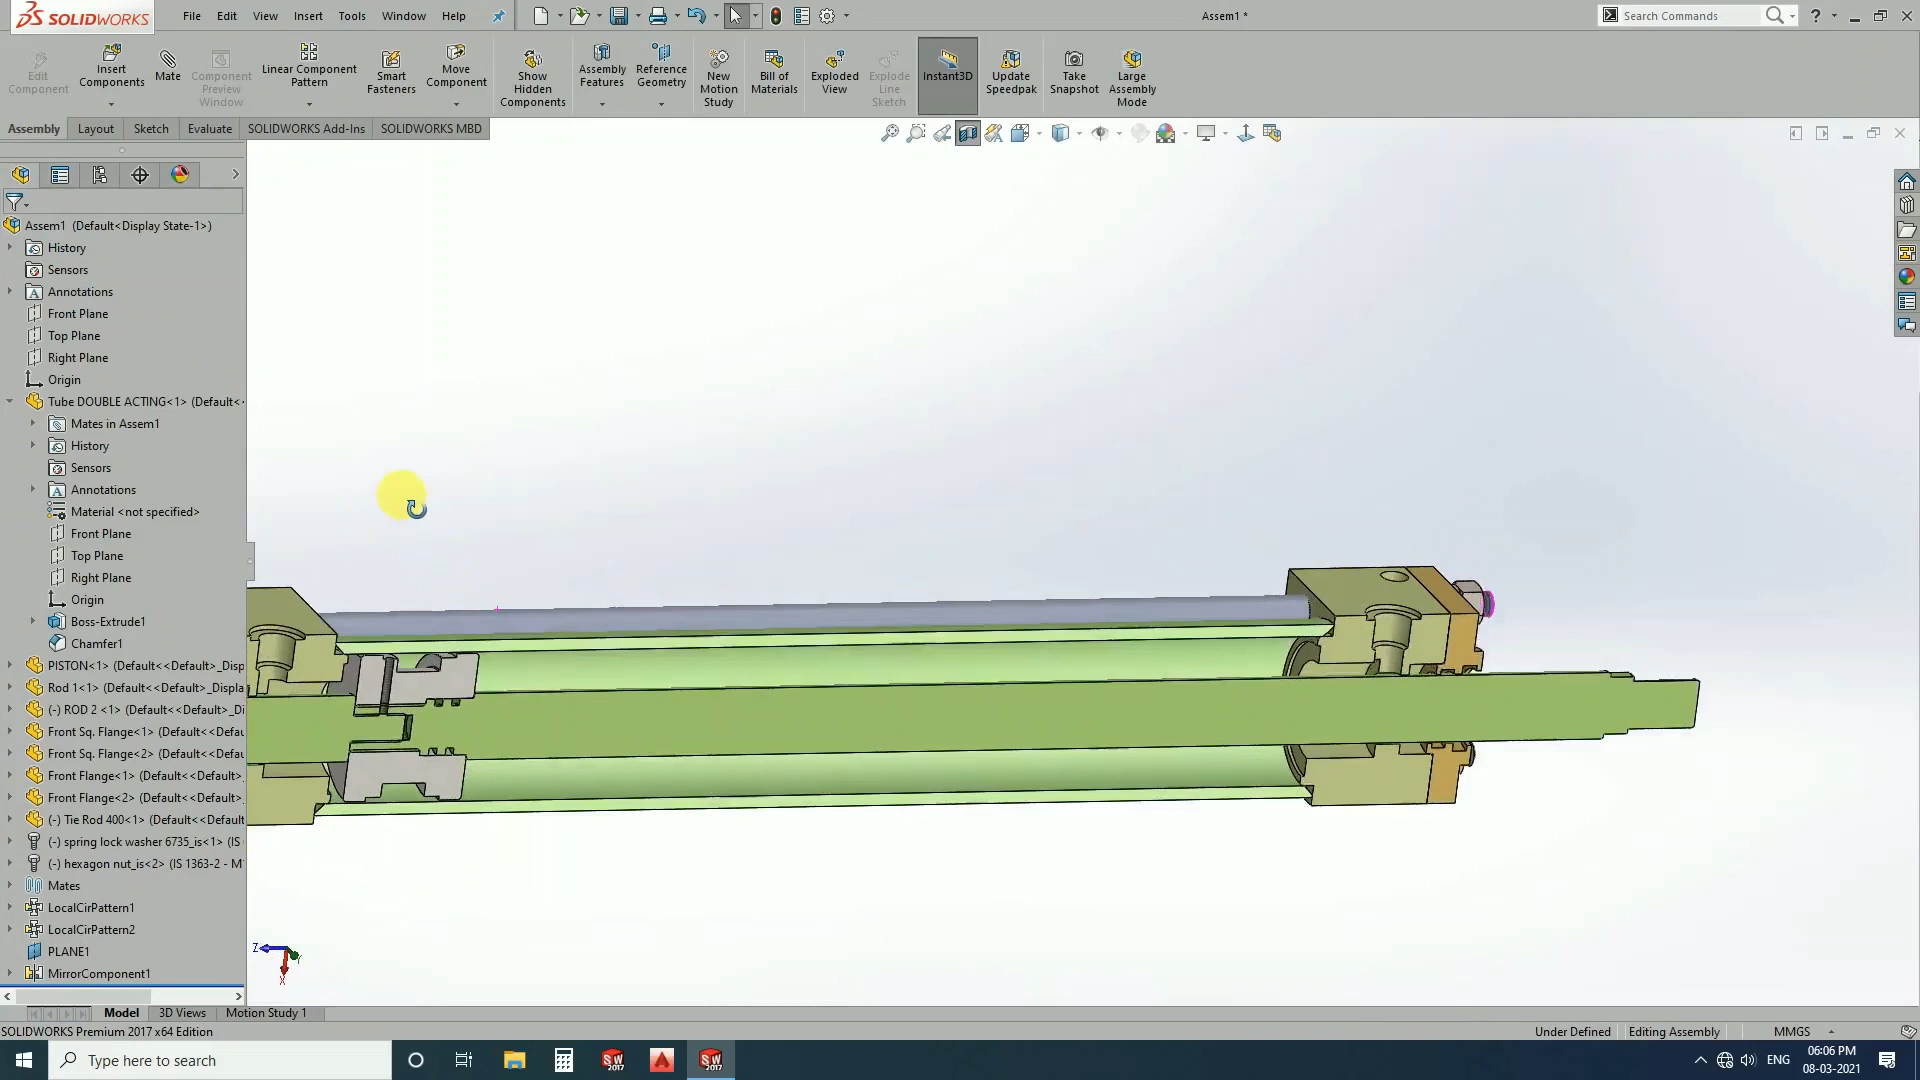 SOLIDWORKS File Edit View Insert Tools Window Help Assem1 * Search Commands ?
Edit Component
Insert Components
Mate
Component Preview Window
Linear Component Pattern
Smart Fasteners
Move Component
Show Hidden Components
Assembly Features
Reference Geometry
New Motion Study
Bill of Materials
Exploded View
Explode Line Sketch
Instant3D
Update Speedpak
Take Snapshot
Large Assembly Mode
Assembly Layout Sketch Evaluate SOLIDWORKS Add-Ins SOLIDWORKS MBD
Assem1 (Default<Display State-1>)
History
Sensors
Annotations
Front Plane
Top Plane
Right Plane
Origin
Tube DOUBLE ACTING<1> (Default<
Mates in Assem1
History
Sensors
Annotations
Material <not specified>
Front Plane
Top Plane
Right Plane
Origin
Boss-Extrude1
Chamfer1
PISTON<1> (Default<<Default>_Disp
Rod 1<1> (Default<<Default>_Displa
(-) ROD 2 <1> (Default<<Default>_Di
Front Sq. Flange<1> (Default<<Defau
Front Sq. Flange<2> (Default<<Defau
Front Flange<1> (Default<<Default>
Front Flange<2> (Default<<Default>
(-) Tie Rod 400<1> (Default<<Default
(-) spring lock washer 6735_is<1> (IS
(-) hexagon nut_is<2> (IS 1363-2 - M
Mates
LocalCirPattern1
LocalCirPattern2
PLANE1
MirrorComponent1
Z
Y
X
Model 3D Views Motion Study 1
SOLIDWORKS Premium 2017 x64 Edition Under Defined Editing Assembly MMGS
Type here to search
SW 2017
SW 2017
ENG
06:06 PM
08-03-2021